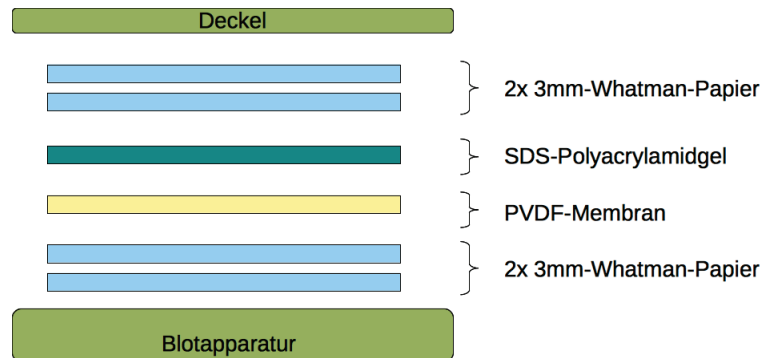 Deckel
2x 3mm-Whatman-Papier
SDS-Polyacrylamidgel
PVDF-Membran
2x 3mm-Whatman-Papier
Blotapparatur